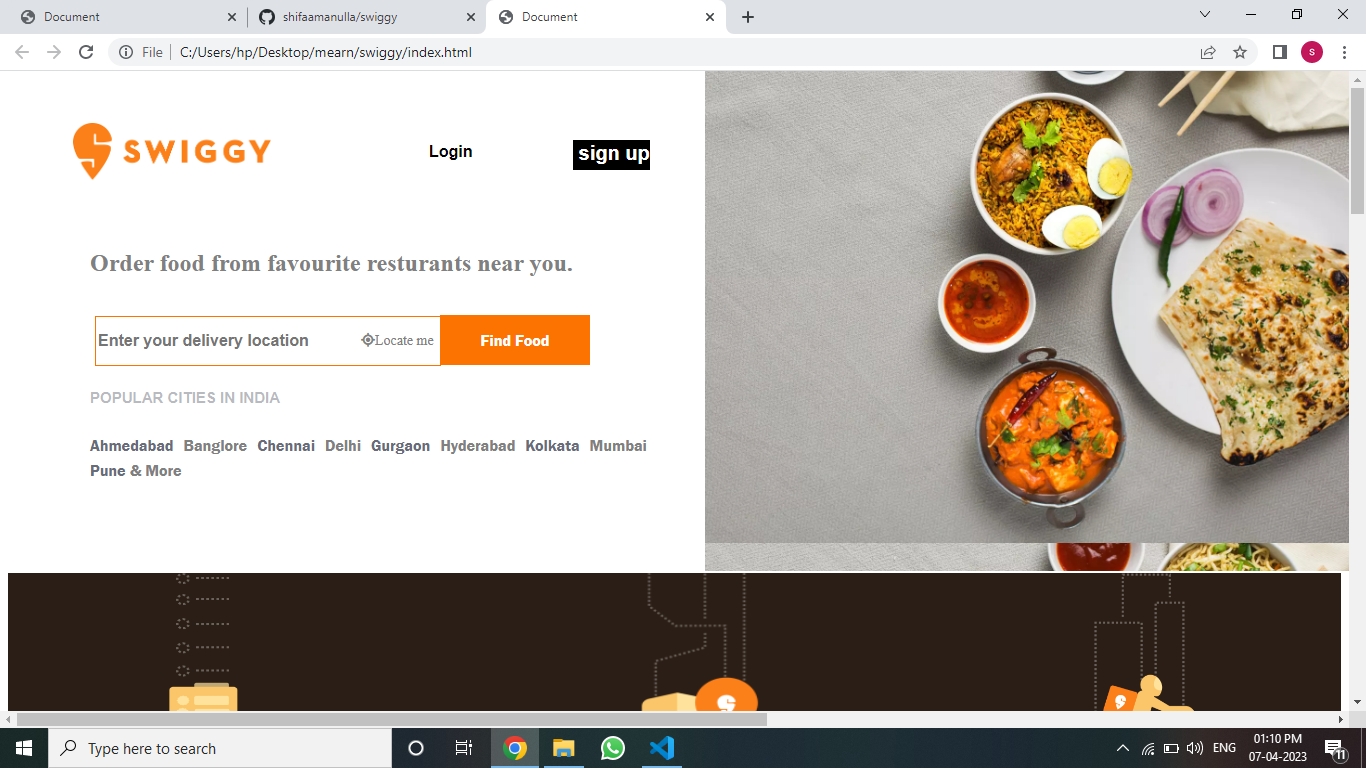 Document
shifaamanulla/swiggy
Document
File
C:/Users/hp/Desktop/mearn/swiggy/index.html
s
SWIGGY
Login
sign up
Order food from favourite resturants near you.
Enter your delivery location
Locate me
Find Food
POPULAR CITIES IN INDIA
Ahmedabad Banglore Chennai Delhi Gurgaon Hyderabad Kolkata Mumbai
Pune & More
Type here to search
ENG
01:10 PM
07-04-2023
11